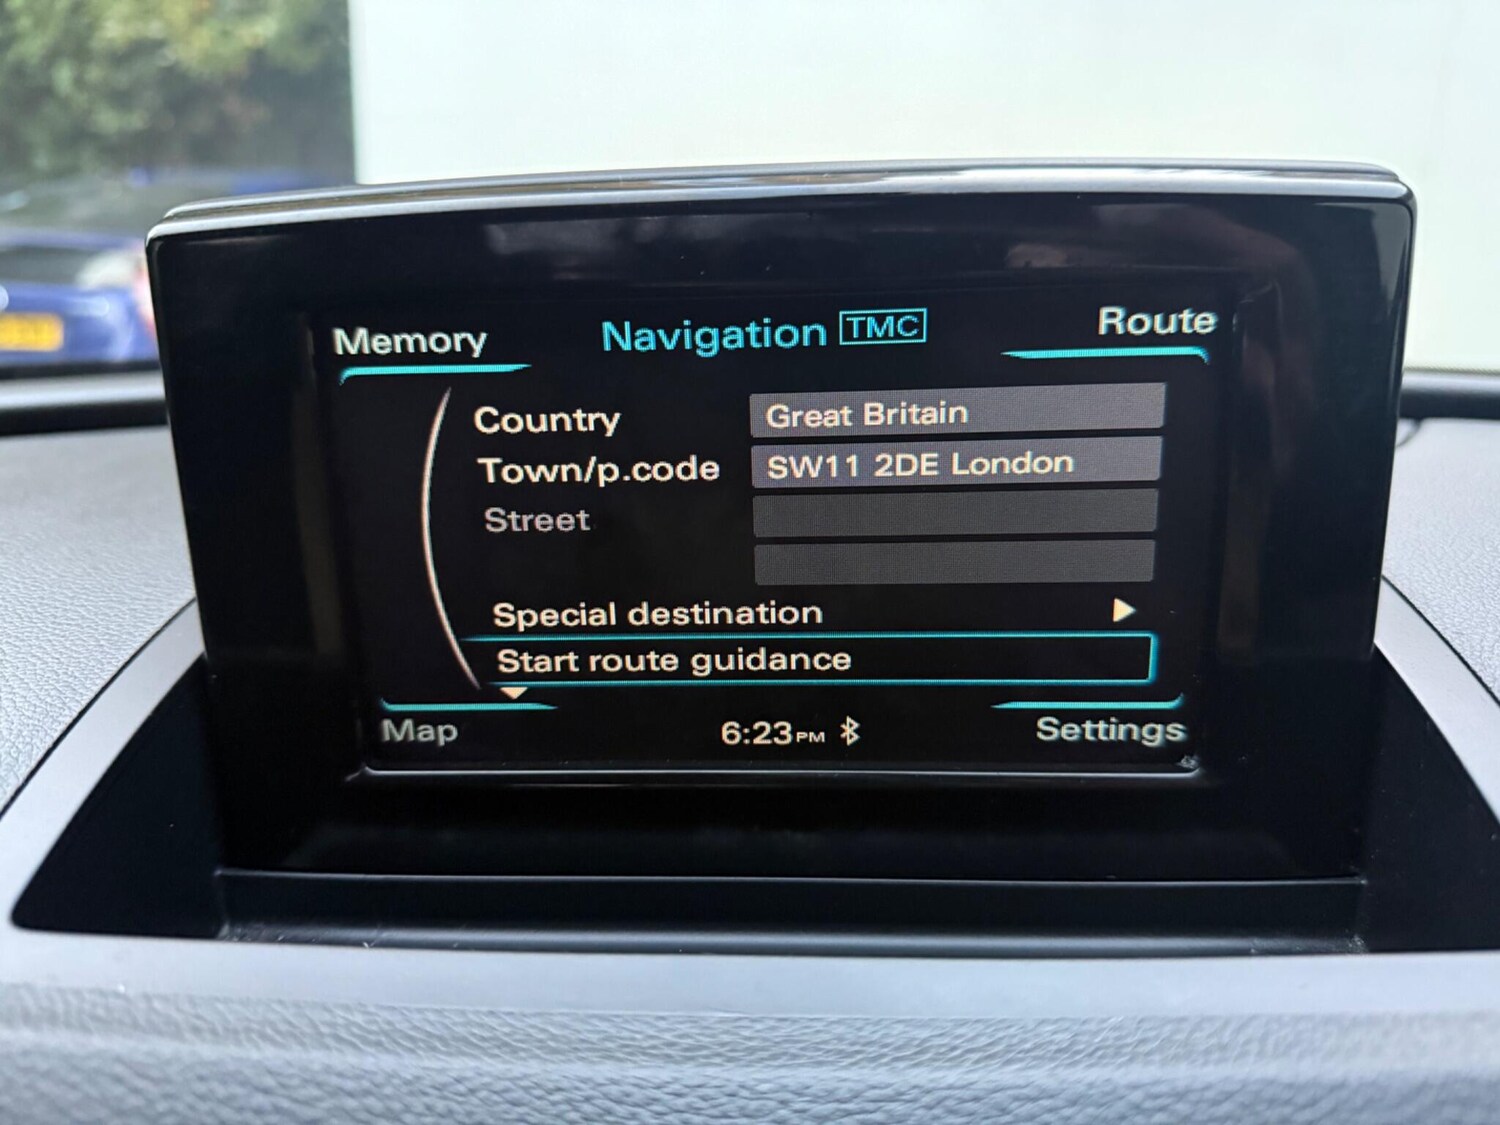 Memory
Navigation TMC
Route
Country Great Britain
Town/p.code SW11 2DE London
Street
Special destination
Start route guidance
Map
6:23PM
Settings